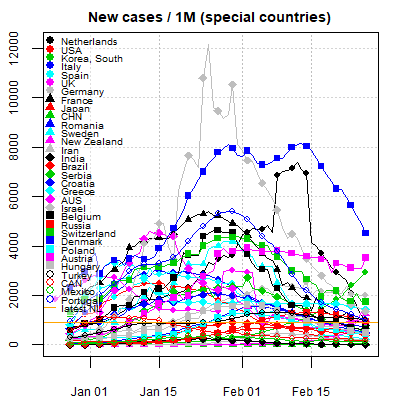 New cases / 1M (special countries)
12000
10000
8000
6000
4000
2000
0
Netherlands
USA
Korea, South
Italy
Spain
UK
Germany
France
Japan
CHN
Romania
Sweden
New Zealand
Iran
India
Brazil
Serbia
Croatia
Greece
AUS
Israel
Belgium
Russia
Switzerland
Denmark
Poland
Austria
Hungary
Turkey
CAN
Mexico
Portugal
latest NL
Jan 01 Jan 15 Feb 01 Feb 15